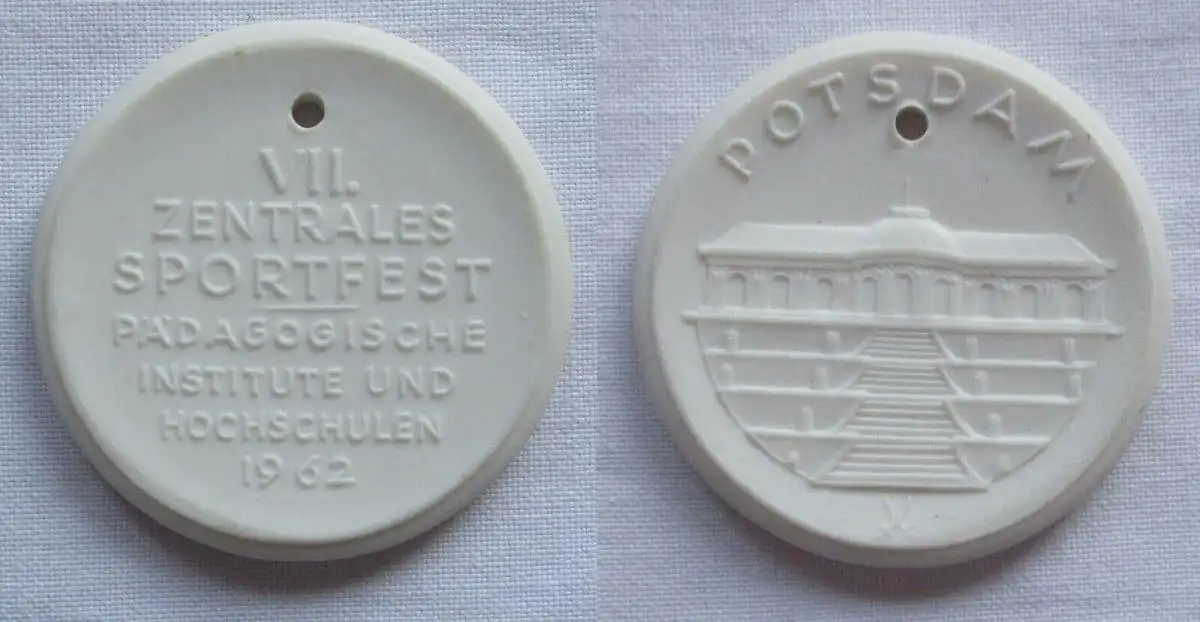 VII.
ZENTRALES
SPORTFEST
PÄDAGOGISCHE
INSTITUTE UND
HOCHSCHULEN
1962
POTSDAM